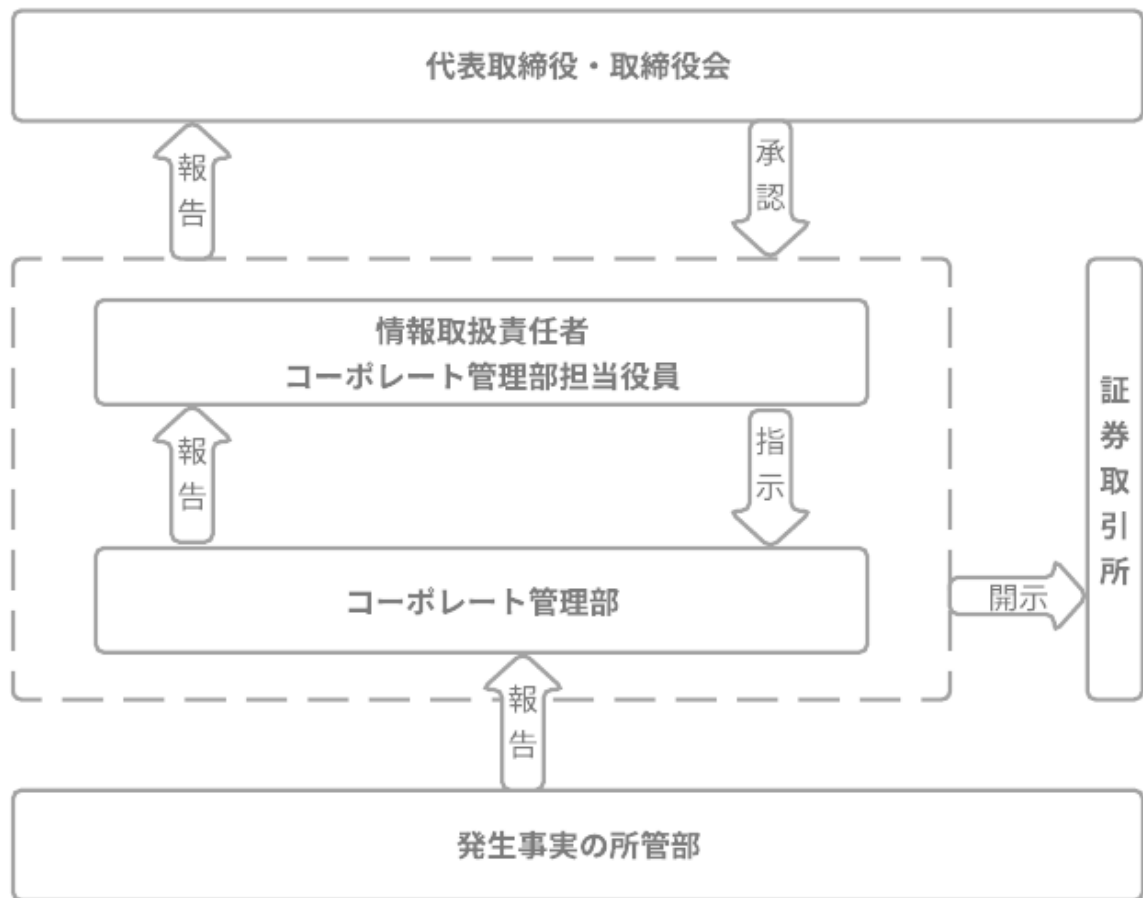 代表取締役・取締役会
報告
承認
情報取扱責任者
コーポレート管理部担当役員
報告
指示
コーポレート管理部
開示
証券取引所
報告
発生事実の所管部